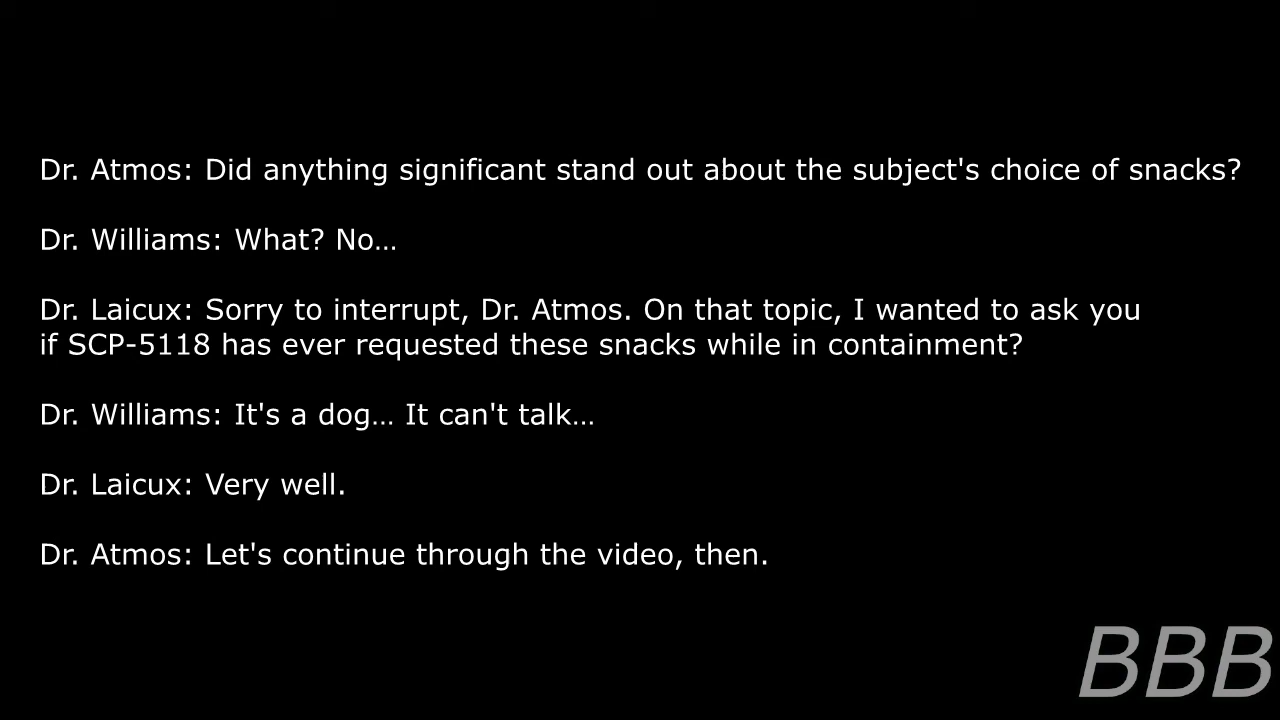 Dr. Atmos: Did anything significant stand out about the subject's choice of snacks?
Dr. Williams: What? No…
Dr. Laicux: Sorry to interrupt, Dr. Atmos. On that topic, I wanted to ask you
if SCP-5118 has ever requested these snacks while in containment?
Dr. Williams: It's a dog… It can't talk…
Dr. Laicux: Very well.
Dr. Atmos: Let's continue through the video, then.
BBB